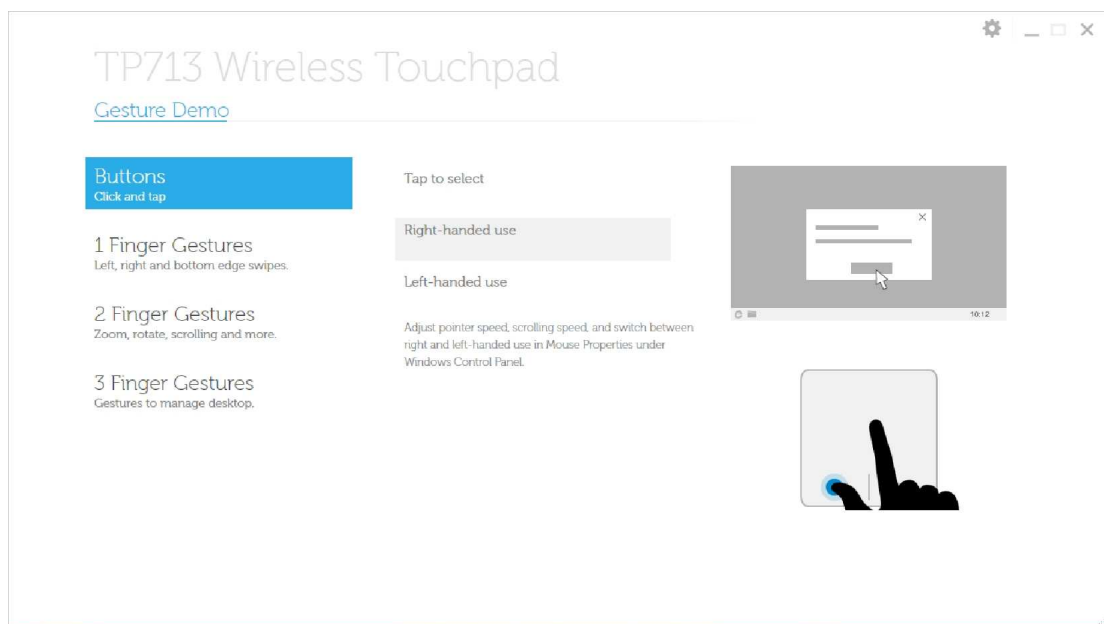 TP713 Wireless Touchpad
Gesture Demo
Buttons
Click and tap
1 Finger Gestures
Left, right and bottom edge swipes.
2 Finger Gestures
Zoom, rotate, scrolling and more.
3 Finger Gestures
Gestures to manage desktop.
Tap to select
Right-handed use
Left-handed use
Adjust pointer speed, scrolling speed, and switch between
right and left-handed use in Mouse Properties under
Windows Control Panel.
10:12